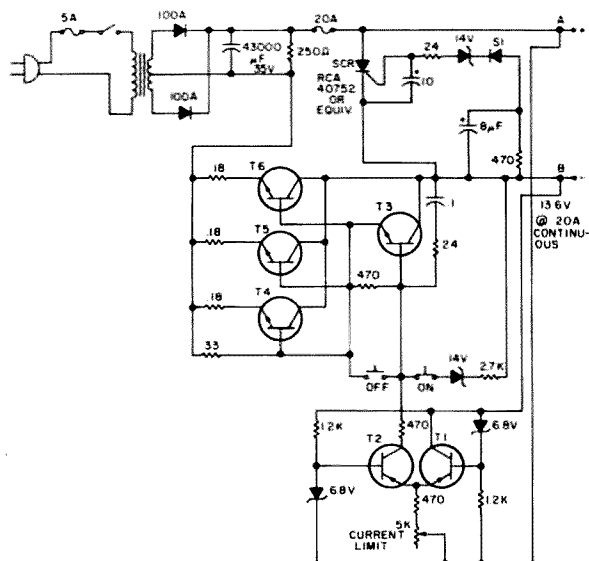 5A
100A
20A
A
43000
µF
35V
250Ω
SCR
RCA
40752
OR
EQUIV.
24
14V
S1
+
10
+
8µF
100A
470
B
13.6V
@ 20A
CONTINU-
OUS
T6
.18
T3
.1
T5
.18
24
470
T4
.18
33
14V
2.7K
OFF
ON
1.2K
470
6.8V
T2
T1
6.8V
470
1.2K
5K
CURRENT
LIMIT